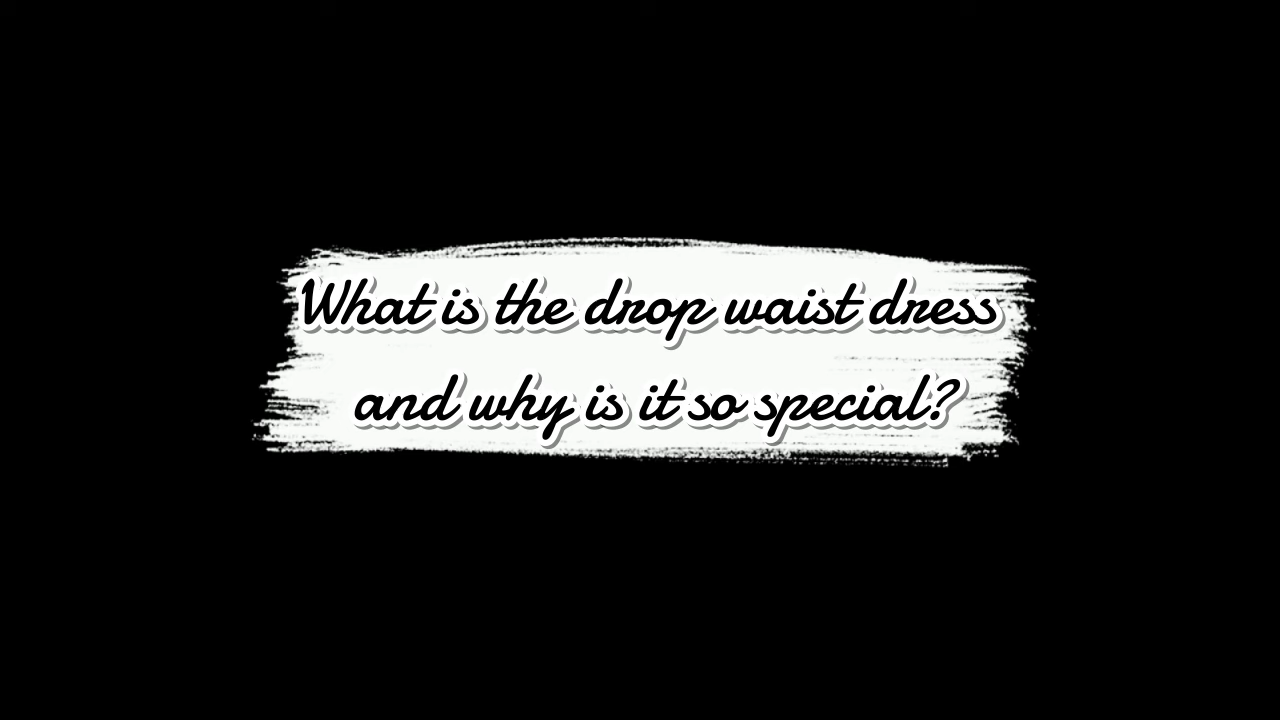 What is the drop waist dress
and why is it so special?